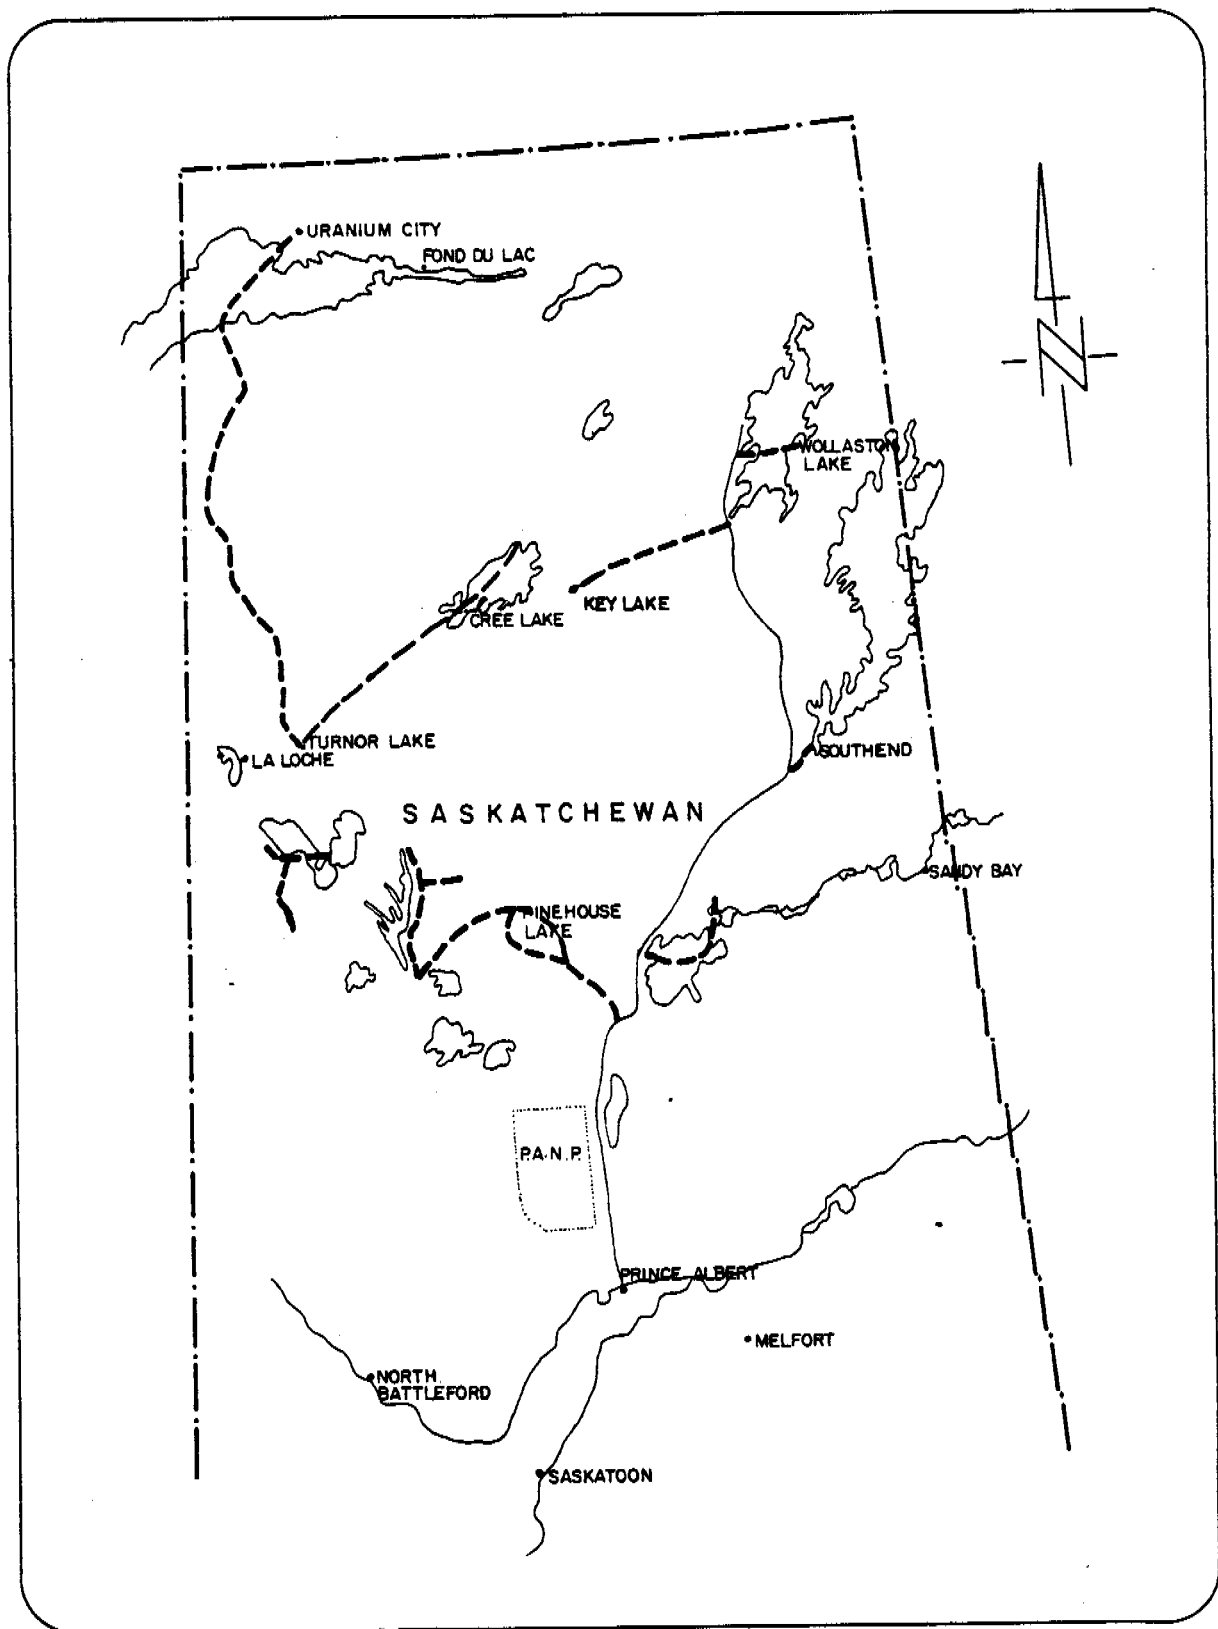 URANIUM CITY
FOND DU LAC
N
WOLLASTON
LAKE
KEY LAKE
CREE LAKE
TURNOR LAKE
LA LOCHE
SOUTHEND
SASKATCHEWAN
SANDY BAY
PINEHOUSE
LAKE
P.A.N.P.
PRINCE ALBERT
MELFORT
NORTH
BATTLEFORD
SASKATOON